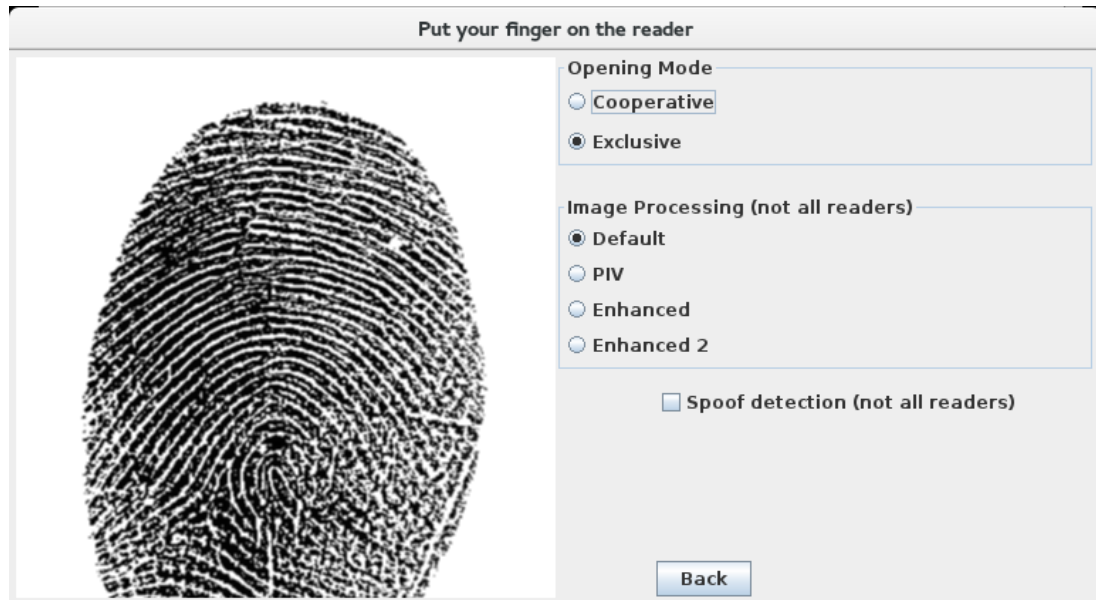 Put your finger on the reader
Opening Mode
Cooperative
Exclusive
Image Processing (not all readers)
Default
PIV
Enhanced
Enhanced 2
Spoof detection (not all readers)
Back